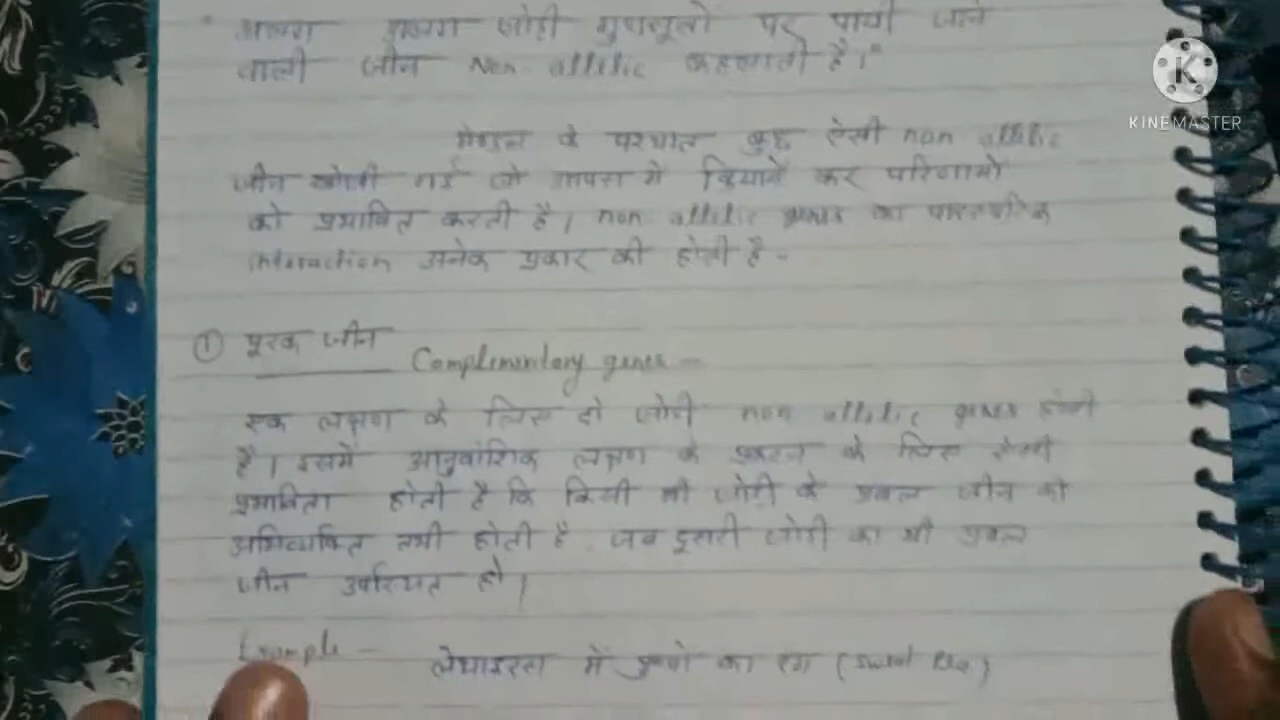 " अलग अलग जोड़ी गुणसूत्रों पर पायी जाने
वाली जीन Non allelic कहलाती है।"
KINEMASTER
मेण्डल के पश्चात कुछ ऐसी non allelic
जीन खोजी गई जो आपस में क्रियायें कर परिणामों
को प्रभावित करती है। non allelic genes का पारस्परिक
interaction अनेक प्रकार की होती है -
① पूरक जीन Complementary genes -
एक लक्षण के लिए दो जोड़ी non allelic genes होती
है। इसमें आनुवांशिक लक्षण के प्रकटन के लिए ऐसी
प्रभाविता होती है कि किसी भी जोड़ी के प्रबल जीन की
अभिव्यक्ति तभी होती है, जब दूसरी जोड़ी का भी प्रबल
जीन उपस्थित हो।
Example - लेथाइरस में पुष्पों का रंग (Sweet Pea)